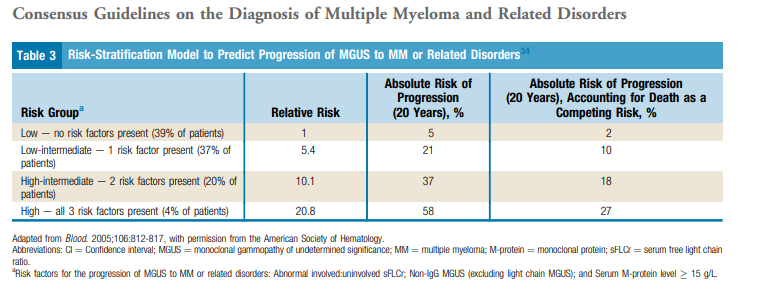 Consensus Guidelines on the Diagnosis of Multiple Myeloma and Related Disorders
Table 3 Risk-Stratification Model to Predict Progression of MGUS to MM or Related Disorders34
Risk Groupa Relative Risk Absolute Risk of Progression (20 Years), % Absolute Risk of Progression (20 Years), Accounting for Death as a Competing Risk, %
Low — no risk factors present (39% of patients) 1 5 2
Low-intermediate — 1 risk factor present (37% of patients) 5.4 21 10
High-intermediate — 2 risk factors present (20% of patients) 10.1 37 18
High — all 3 risk factors present (4% of patients) 20.8 58 27
Adapted from Blood. 2005;106:812-817, with permission from the American Society of Hematology.
Abbreviations: CI = Confidence interval; MGUS = monoclonal gammopathy of undetermined significance; MM = multiple myeloma; M-protein = monoclonal protein; sFLCr = serum free light chain
ratio.
aRisk factors for the progression of MGUS to MM or related disorders: Abnormal involved:uninvolved sFLCr; Non-IgG MGUS (excluding light chain MGUS); and Serum M-protein level ≥ 15 g/L.